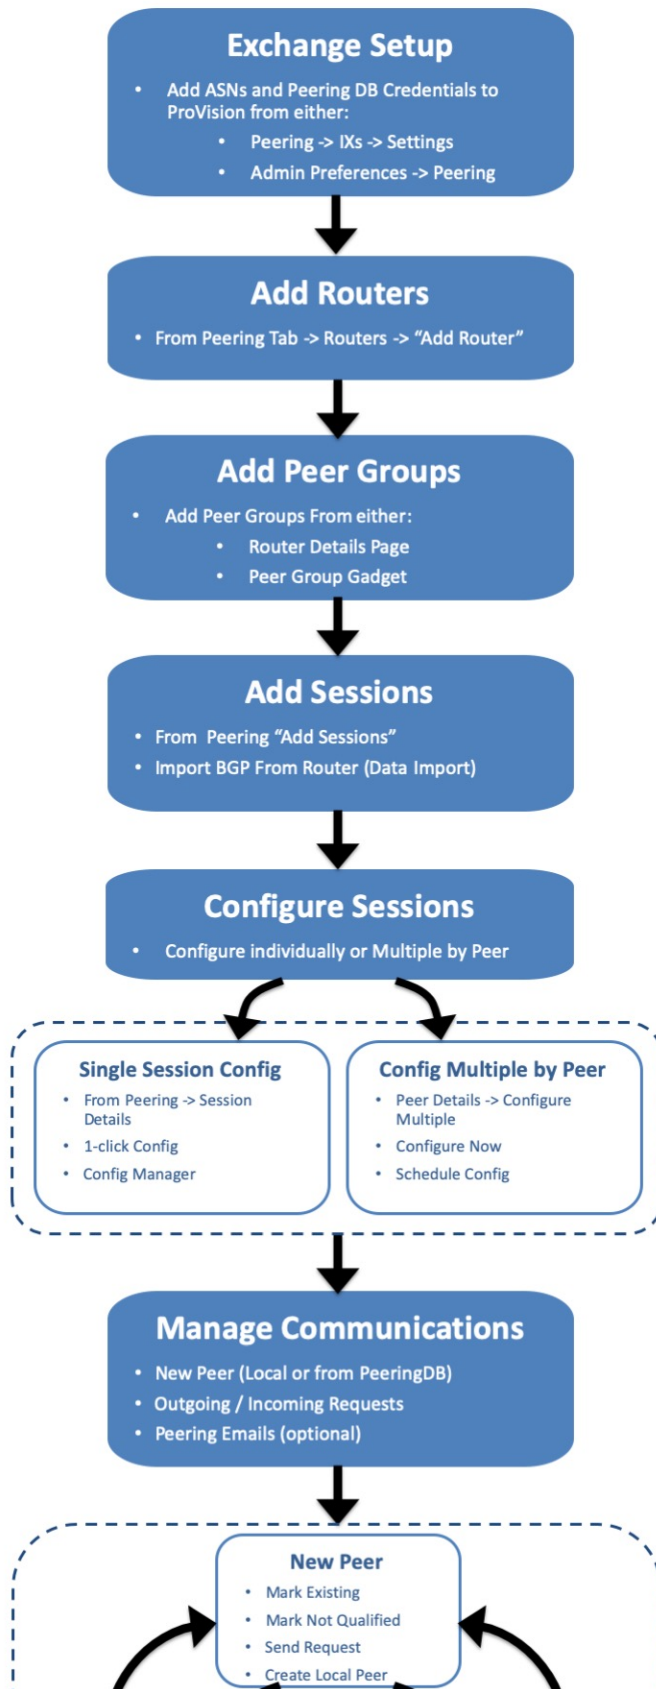 Exchange Setup
• Add ASNs and Peering DB Credentials to
ProVision from either:
• Peering -> IXs -> Settings
• Admin Preferences -> Peering
Add Routers
• From Peering Tab -> Routers -> “Add Router”
Add Peer Groups
• Add Peer Groups From either:
• Router Details Page
• Peer Group Gadget
Add Sessions
• From Peering “Add Sessions”
• Import BGP From Router (Data Import)
Configure Sessions
• Configure individually or Multiple by Peer
Single Session Config
• From Peering -> Session
Details
• 1-click Config
• Config Manager
Config Multiple by Peer
• Peer Details -> Configure
Multiple
• Configure Now
• Schedule Config
Manage Communications
• New Peer (Local or from PeeringDB)
• Outgoing / Incoming Requests
• Peering Emails (optional)
New Peer
• Mark Existing
• Mark Not Qualified
• Send Request
• Create Local Peer